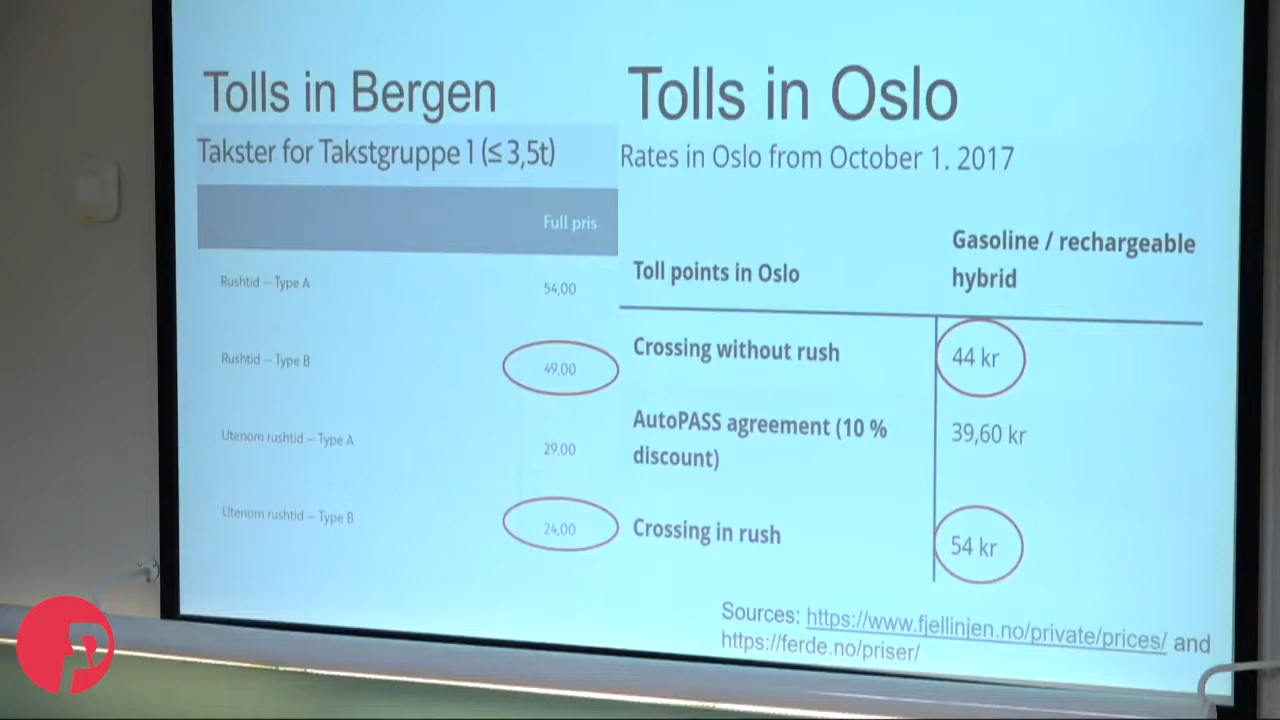 Tolls in Bergen
Takster for Takstgruppe 1 (≤ 3,5t)
Full pris
Rushtid – Type A 54,00
Rushtid – Type B 49,00
Utenom rushtid – Type A 29,00
Utenom rushtid – Type B 24,00
Tolls in Oslo
Rates in Oslo from October 1. 2017
Toll points in Oslo
Gasoline / rechargeable
hybrid
Crossing without rush 44 kr
AutoPASS agreement (10 % 39,60 kr
discount)
Crossing in rush 54 kr
Sources: https://www.fjellinjen.no/private/prices/ and
https://ferde.no/priser/